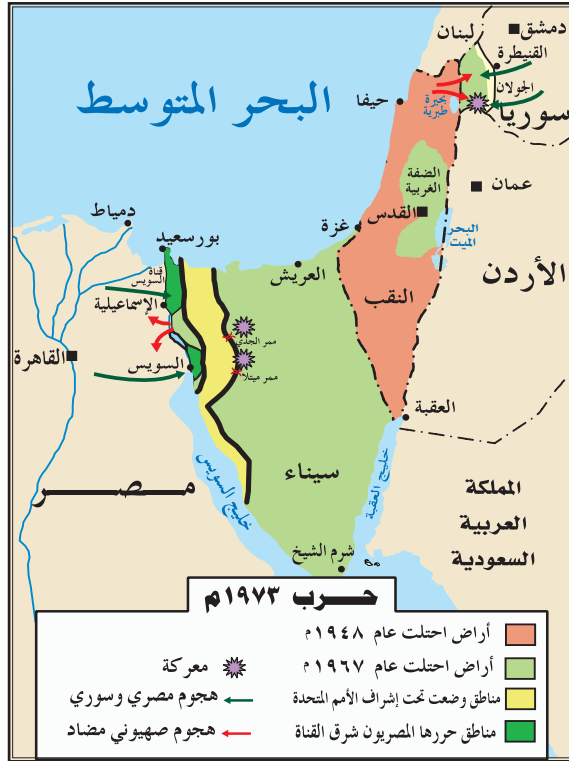 دمشق
لبنان
القنيطرة
الجولان
سوريا
بحيرة
طبرية
حيفا
البحر المتوسط
الضفة
الغربية
عمان
القدس
البحر
الميت
غزة
الأردن
النقب
دمياط
بورسعيد
قناة
السويس
العريش
الإسماعيلية
ممر الجدي
القاهرة
السويس
ممر ميتلا
العقبة
سيناء
خليج السويس
خليج العقبة
مصر
المملكة
العربية
السعودية
شرم الشيخ
حرب ١٩٧٣م
أراض احتلت عام ١٩٤٨م
أراض احتلت عام ١٩٦٧م
مناطق وضعت تحت إشراف الأمم المتحدة
مناطق حررها المصريون شرق القناة
معركة
هجوم مصري وسوري
هجوم صهيوني مضاد